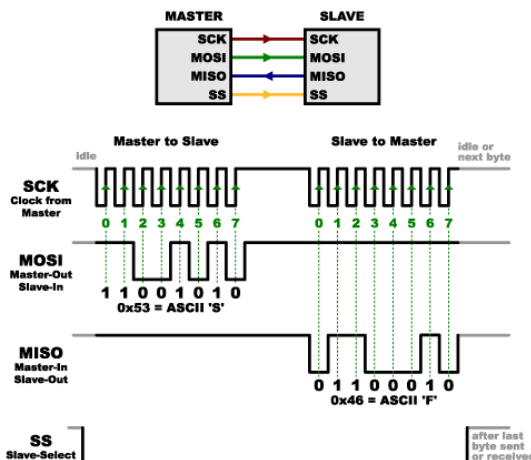 MASTER SLAVE
SCK SCK
MOSI MOSI
MISO MISO
SS SS
Master to Slave Slave to Master
idle idle or
next byte
SCK
Clock from
Master
0 1 2 3 4 5 6 7 0 1 2 3 4 5 6 7
MOSI
Master-Out
Slave-In
1 1 0 0 1 0 1 0
0x53 = ASCII 'S'
MISO
Master-In
Slave-Out
0 1 1 0 0 0 1 0
0x46 = ASCII 'F'
SS
Slave-Select
after last
byte sent
or received